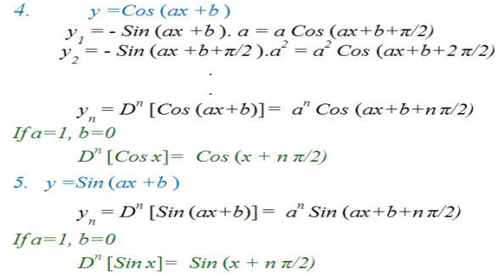 4. y =Cos (ax +b )
y₁ = - Sin (ax +b ). a = a Cos (ax+b+π/2)
y₂ = - Sin (ax +b+π/2 ).a² = a² Cos (ax+b+2 π/2)
.
.
yₙ = Dⁿ [Cos (ax+b)]= aⁿ Cos (ax+b+n π/2)
If a=1, b=0
Dⁿ [Cos x]= Cos (x + n π/2)
5. y =Sin (ax +b )
yₙ = Dⁿ [Sin (ax+b)]= aⁿ Sin (ax+b+n π/2)
If a=1, b=0
Dⁿ [Sin x]= Sin (x + n π/2)